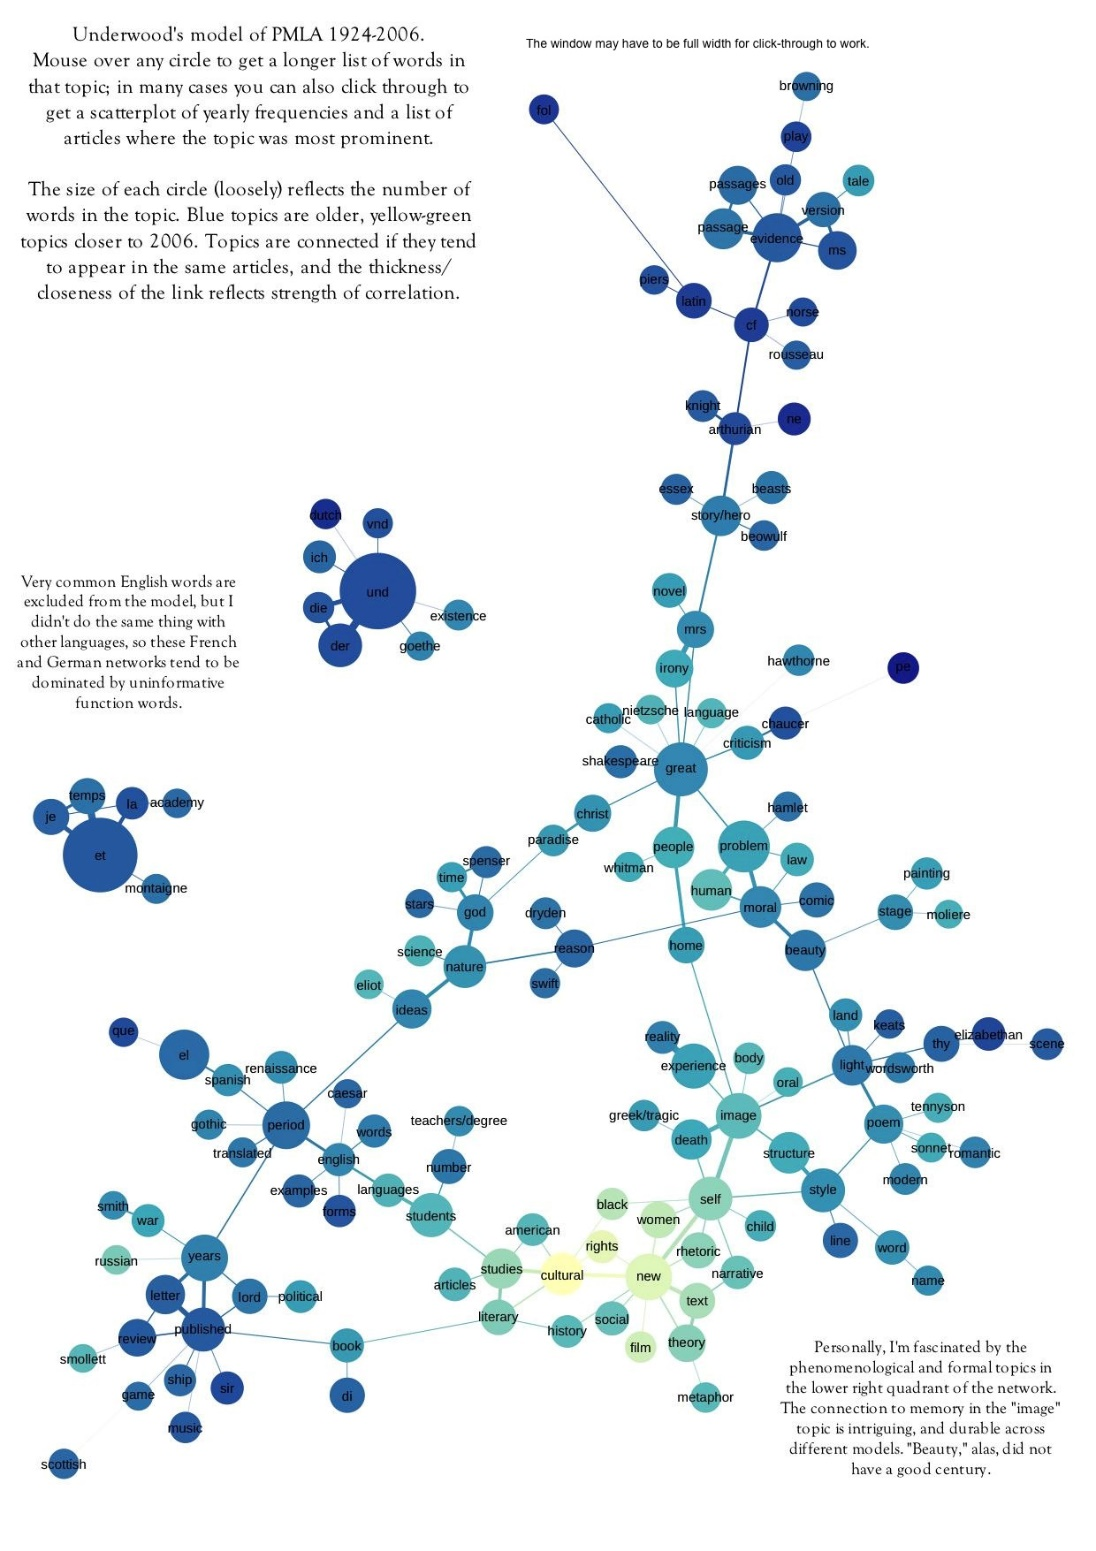 Underwood's model of PMLA 1924-2006.
Mouse over any circle to get a longer list of words in
that topic; in many cases you can also click through to
get a scatterplot of yearly frequencies and a list of
articles where the topic was most prominent.
The size of each circle (loosely) reflects the number of
words in the topic. Blue topics are older, yellow-green
topics closer to 2006. Topics are connected if they tend
to appear in the same articles, and the thickness/
closeness of the link reflects strength of correlation.
The window may have to be full width for click-through to work.
browning
fol
play
passages
old
tale
version
passage
evidence
ms
piers
latin
norse
cf
rousseau
knight
ne
arthurian
essex
beasts
story/hero
beowulf
dutch
vnd
ich
und
die
existence
der
goethe
Very common English words are
excluded from the model, but I
didn't do the same thing with
other languages, so these French
and German networks tend to be
dominated by uninformative
function words.
novel
mrs
irony
hawthorne
pe
nietzsche
language
catholic
chaucer
criticism
shakespeare
great
temps
la
academy
je
et
montaigne
christ
hamlet
paradise
people
problem
law
whitman
human
spenser
time
stars
god
dryden
moral
comic
painting
stage
moliere
science
nature
reason
home
beauty
eliot
swift
ideas
que
el
spanish
renaissance
gothic
period
caesar
translated
words
english
teachers/degree
examples
forms
languages
number
students
land
keats
elizabethan
reality
thy
scene
body
light
wordsworth
experience
oral
greek/tragic
image
tennyson
poem
death
sonnet
romantic
structure
modern
style
self
black
women
child
line
word
name
smith
war
russian
years
letter
lord
political
published
review
smollett
book
ship
sir
game
di
music
scottish
american
rights
rhetoric
studies
cultural
new
narrative
articles
text
literary
history
social
film
theory
metaphor
Personally, I'm fascinated by the
phenomenological and formal topics in
the lower right quadrant of the network.
The connection to memory in the "image"
topic is intriguing, and durable across
different models. "Beauty," alas, did not
have a good century.